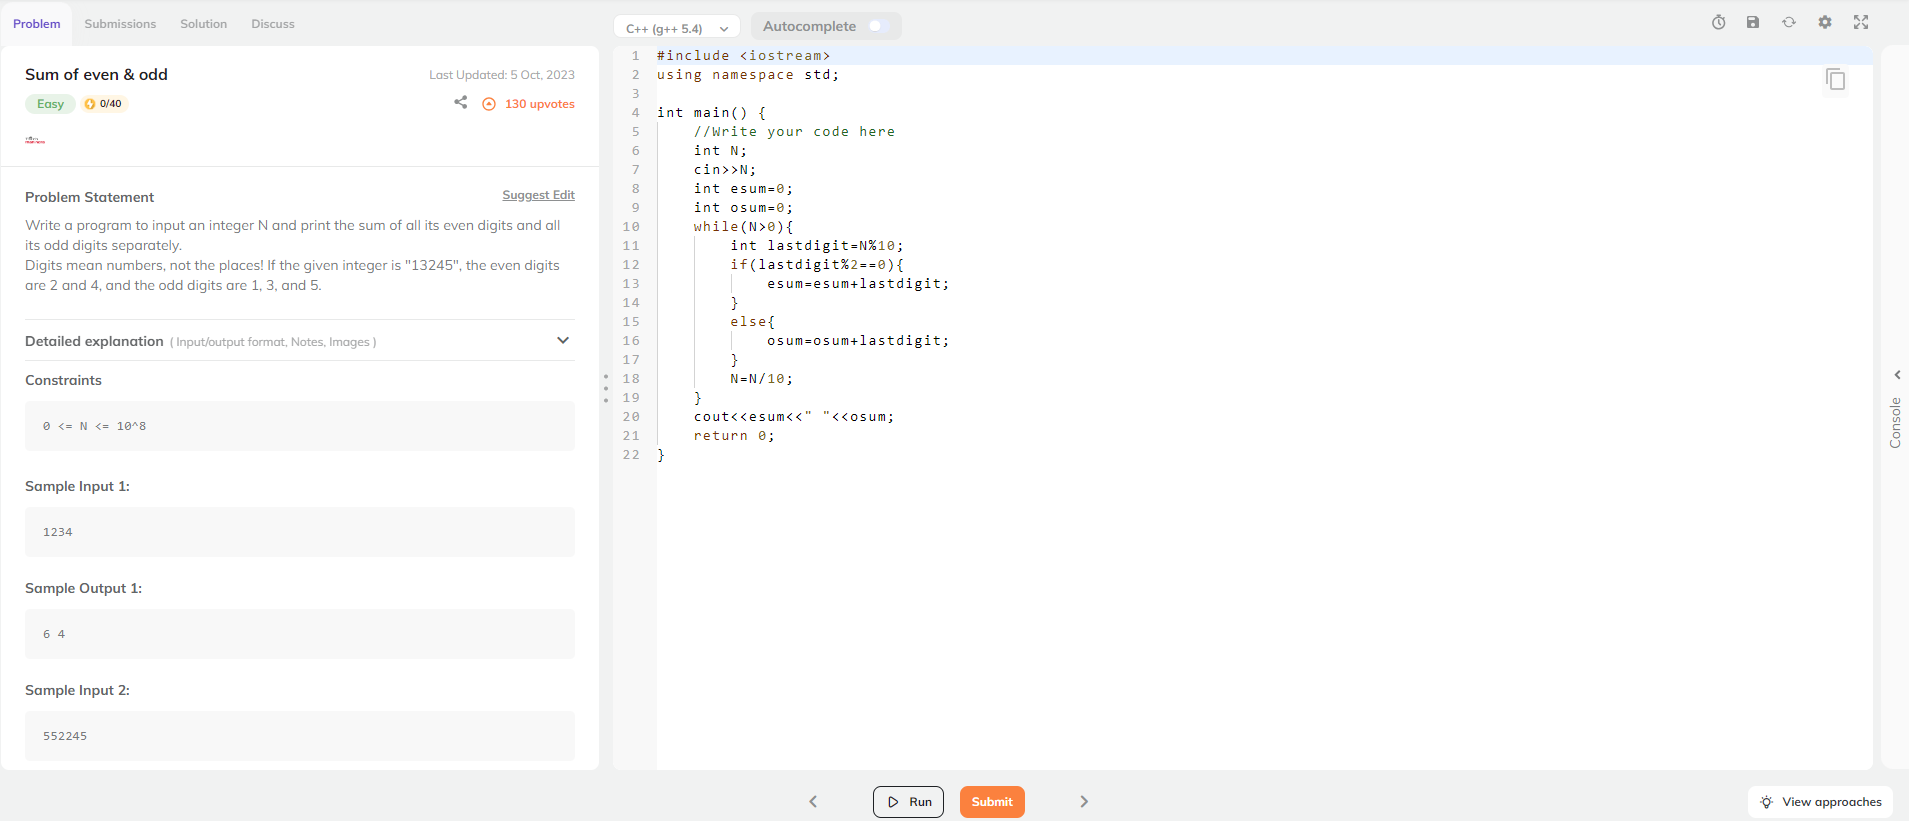 Problem Submissions Solution Discuss
Sum of even & odd
Last Updated: 5 Oct, 2023
Easy 0/40
130 upvotes
Problem Statement
Suggest Edit
Write a program to input an integer N and print the sum of all its even digits and all
its odd digits separately.
Digits mean numbers, not the places! If the given integer is "13245", the even digits
are 2 and 4, and the odd digits are 1, 3, and 5.
Detailed explanation ( Input/output format, Notes, Images )
Constraints
0 <= N <= 10^8
Sample Input 1:
1234
Sample Output 1:
6 4
Sample Input 2:
552245
C++ (g++ 5.4) Autocomplete
1 #include <iostream>
2 using namespace std;
3
4 int main() {
5     //Write your code here
6     int N;
7     cin>>N;
8     int esum=0;
9     int osum=0;
10     while(N>0){
11         int lastdigit=N%10;
12         if(lastdigit%2==0){
13             esum=esum+lastdigit;
14         }
15         else{
16             osum=osum+lastdigit;
17         }
18         N=N/10;
19     }
20     cout<<esum<<" "<<osum;
21     return 0;
22 }
Console
Run Submit
View approaches